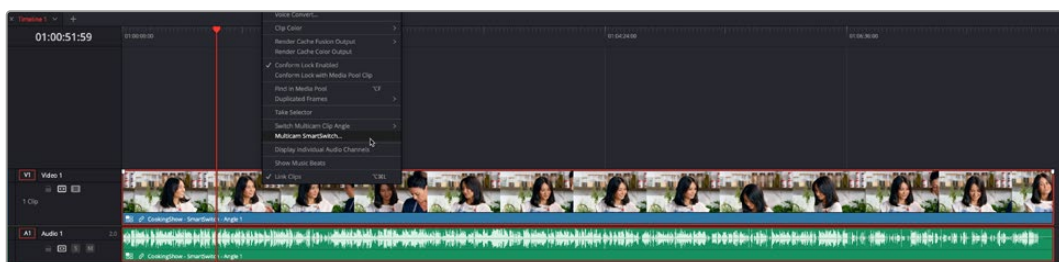 Timeline 1
01:00:51:59
01:00:00:00
01:04:24:00
01:06:36:00
Voice Convert...
Clip Color
Render Cache Fusion Output
Render Cache Color Output
✓ Conform Lock Enabled
Conform Lock with Media Pool Clip
Find in Media Pool ⌥F
Duplicated Frames
Take Selector
Switch Multicam Clip Angle
Multicam SmartSwitch...
Display Individual Audio Channels
Show Music Beats
✓ Link Clips ⌥⌘L
V1 Video 1
1 Clip
CookingShow - SmartSwitch - Angle 1
A1 Audio 1 2.0
S M
CookingShow - SmartSwitch - Angle 1